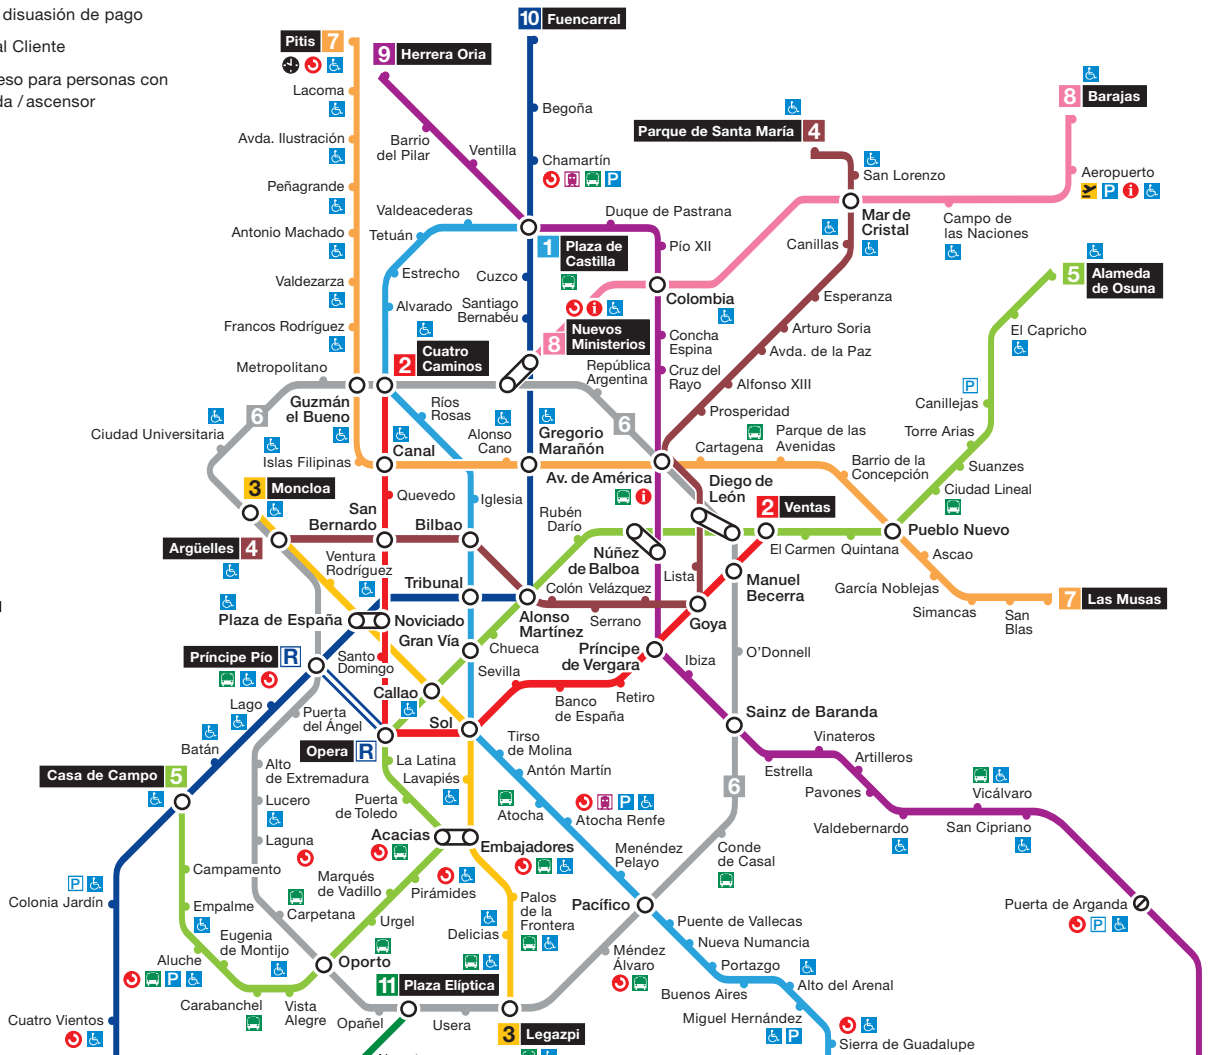 disuasión de pago
al Cliente
eso para personas con
da / ascensor
10 Fuencarral
Pitis 7
9 Herrera Oria
Lacoma
Begoña
8 Barajas
Parque de Santa María 4
Avda. Ilustración
Barrio
del Pilar
Ventilla
Chamartín
P
San Lorenzo
Aeropuerto
P i
Peñagrande
Valdeacederas
Duque de Pastrana
Mar de
Cristal
Campo de
las Naciones
Antonio Machado
Tetuán
1 Plaza de
Castilla
Pío XII
Canillas
Valdezarza
Estrecho
Cuzco
5 Alameda
de Osuna
Alvarado
Santiago
Bernabéu
i
Colombia
Esperanza
Francos Rodríguez
8 Nuevos
Ministerios
Concha
Espina
Arturo Soria
El Capricho
Metropolitano
2 Cuatro
Caminos
República
Argentina
Cruz del
Rayo
Avda. de la Paz
Alfonso XIII
P
Canillejas
Guzmán
el Bueno
Ríos
Rosas
6
6
Prosperidad
Ciudad Universitaria
Alonso
Cano
Gregorio
Marañón
Cartagena
Parque de las
Avenidas
Torre Arias
Islas Filipinas
Canal
Av. de América
i
Barrio de la
Concepción
Suanzes
3 Moncloa
Quevedo
Iglesia
Diego de
León
Ciudad Lineal
San
Bernardo
Bilbao
Rubén
Darío
2 Ventas
Pueblo Nuevo
Argüelles 4
Ventura
Rodríguez
Núñez
de Balboa
El Carmen
Quintana
Ascao
Tribunal
Lista
Manuel
Becerra
García Noblejas
Colón
Velázquez
Simancas
San
Blas
7 Las Musas
Plaza de España
Noviciado
Alonso
Martínez
Serrano
Goya
Gran Vía
Chueca
Príncipe
de Vergara
Príncipe Pío R
Santo
Domingo
Sevilla
Ibiza
O'Donnell
Callao
Banco
de España
Retiro
Lago
Puerta
del Ángel
Sol
Sainz de Baranda
Batán
Opera R
Tirso
de Molina
Vinateros
Casa de Campo 5
Alto
de Extremadura
La Latina
Lavapiés
Antón Martín
Estrella
Artilleros
Pavones
6
Vicálvaro
Lucero
Puerta
de Toledo
Atocha
P
Atocha Renfe
Valdebernardo
San Cipriano
Laguna
Acacias
Embajadores
Menéndez
Pelayo
Conde
de Casal
Campamento
Marqués
de Vadillo
Pirámides
P
Colonia Jardín
Empalme
Carpetana
Urgel
Palos
de la
Frontera
Pacífico
Puerta de Arganda
P
Eugenia
de Montijo
Delicias
Puente de Vallecas
Nueva Numancia
Aluche
P
Oporto
Méndez
Álvaro
Portazgo
Carabanchel
Vista
Alegre
11 Plaza Elíptica
Buenos Aires
Alto del Arenal
Cuatro Vientos
Opañel
Usera
3 Legazpi
Miguel Hernández
P
Sierra de Guadalupe